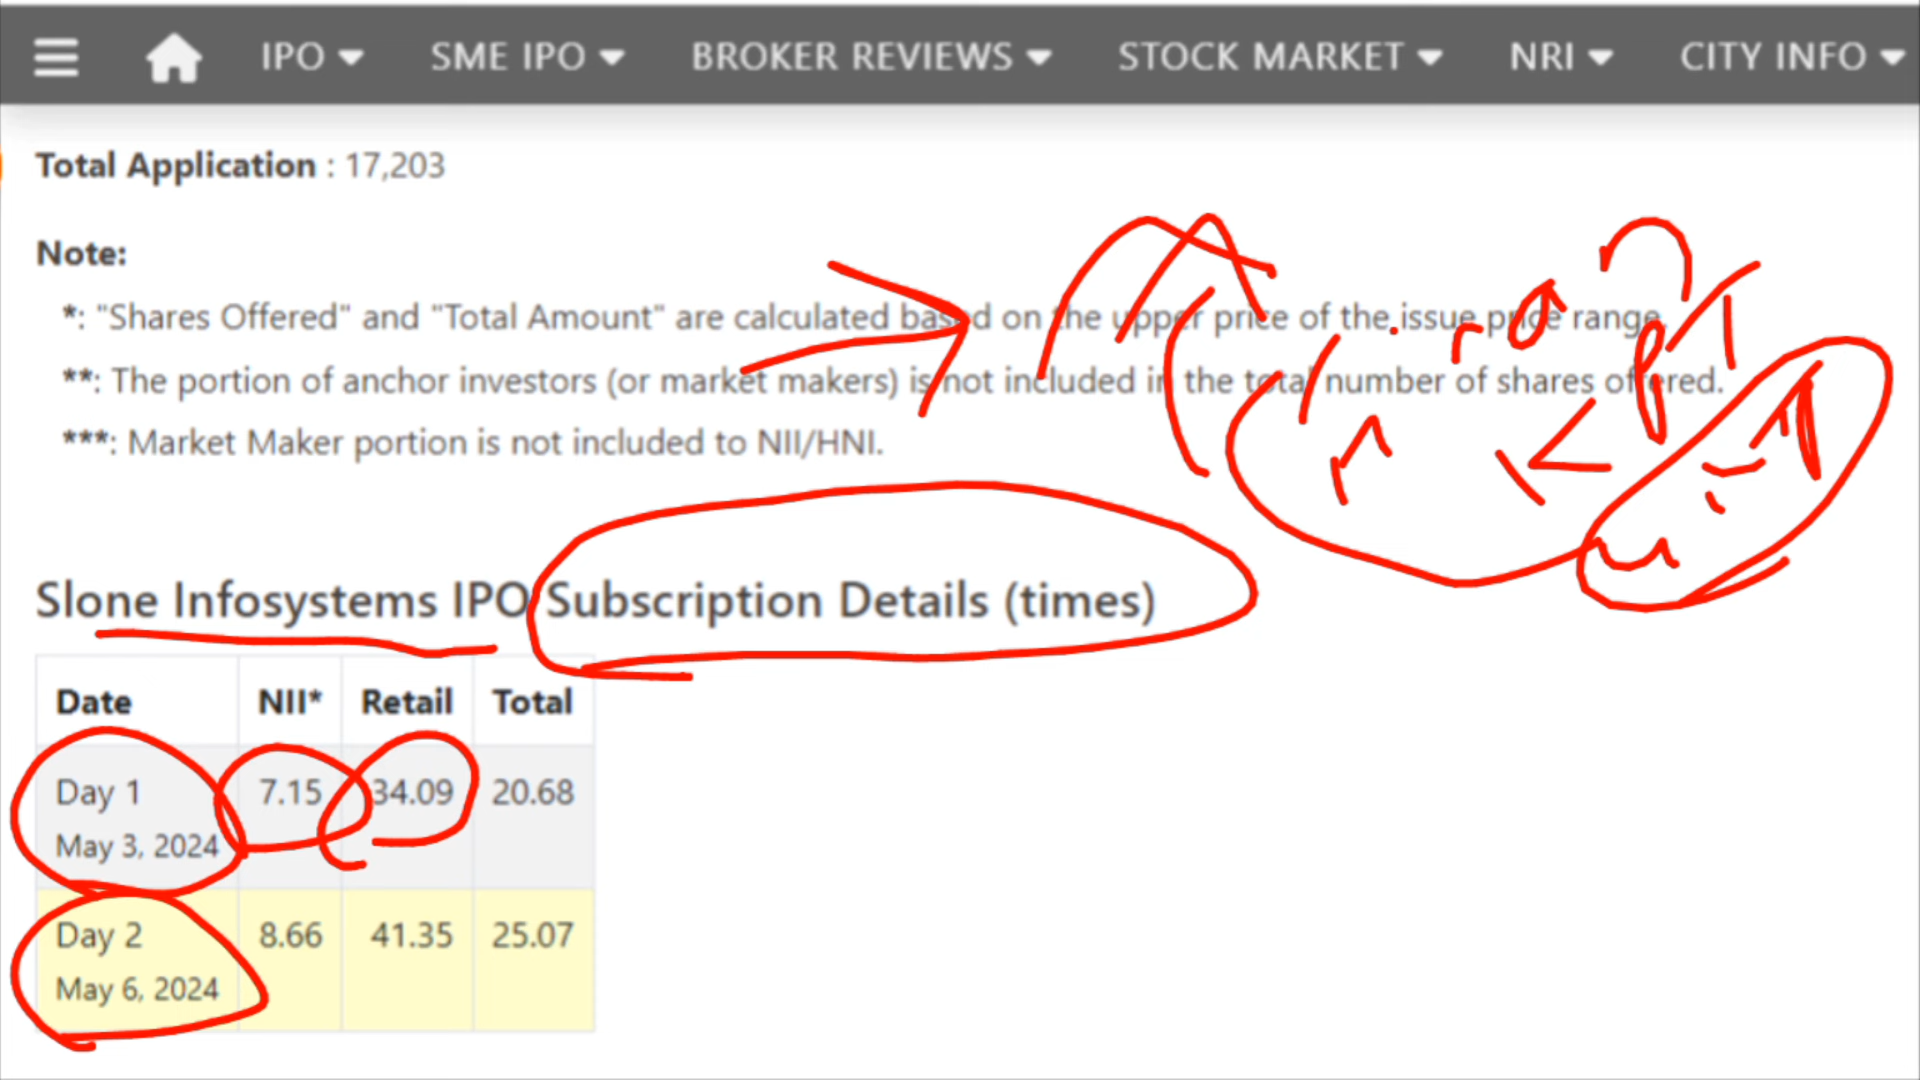 IPO SME IPO BROKER REVIEWS STOCK MARKET NRI CITY INFO
Total Application : 17,203
Note:
*: "Shares Offered" and "Total Amount" are calculated based on the upper price of the issue price range.
**: The portion of anchor investors (or market makers) is not included in the total number of shares offered.
***: Market Maker portion is not included to NII/HNI.
Slone Infosystems IPO Subscription Details (times)
Date NII* Retail Total
Day 1 7.15 34.09 20.68
May 3, 2024
Day 2 8.66 41.35 25.07
May 6, 2024